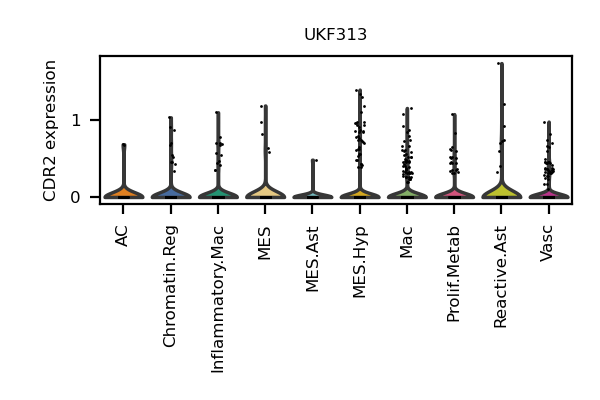 UKF313
CDR2 expression
1
0
AC
Chromatin.Reg
Inflammatory.Mac
MES
MES.Ast
MES.Hyp
Mac
Prolif.Metab
Reactive.Ast
Vasc